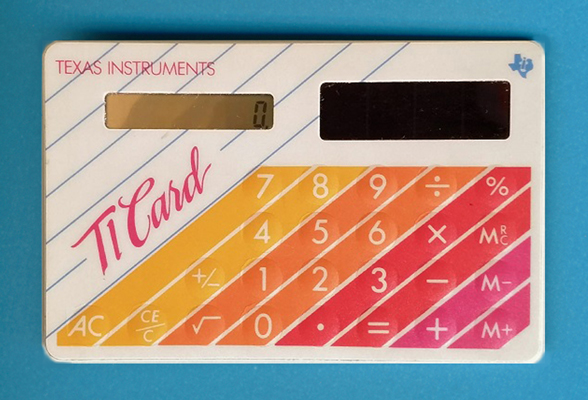 TEXAS INSTRUMENTS
0
TI Card
7 8 9 ÷ %
4 5 6 × MRC
+/− 1 2 3 − M−
AC CE/C √ 0 · = + M+